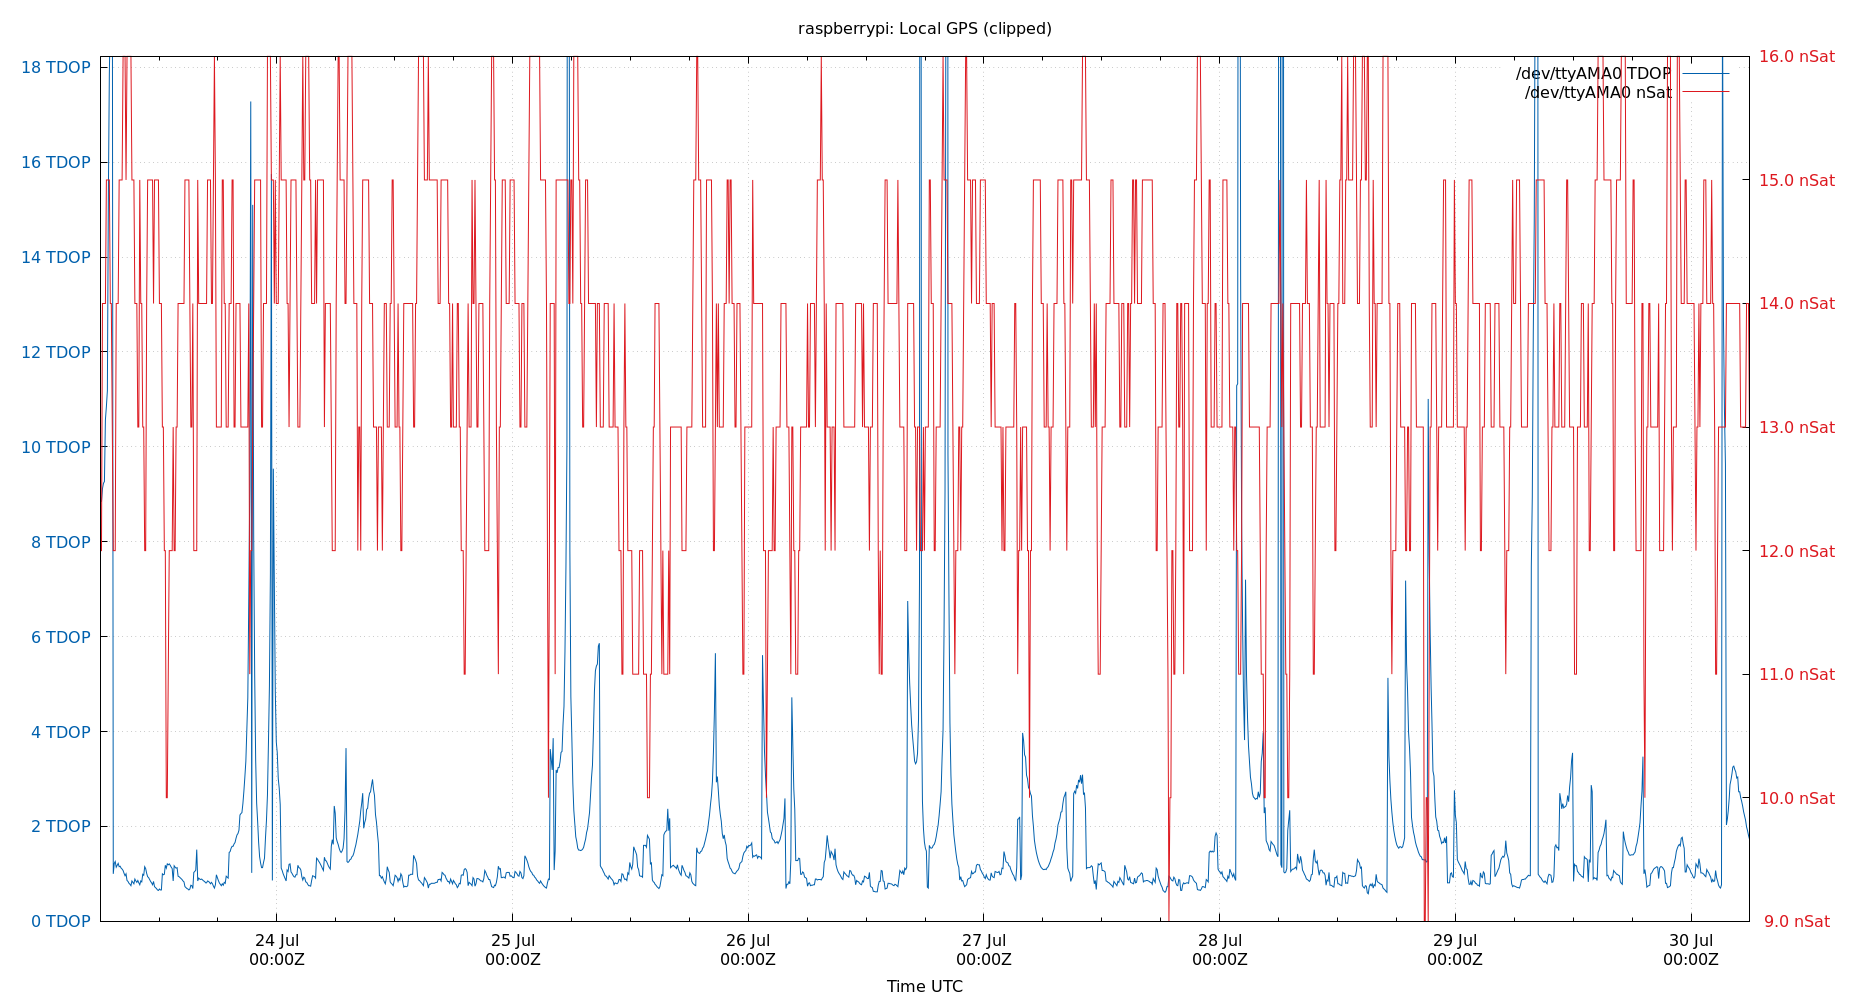 raspberrypi: Local GPS (clipped)
18 TDOP
16 TDOP
14 TDOP
12 TDOP
10 TDOP
8 TDOP
6 TDOP
4 TDOP
2 TDOP
0 TDOP
/dev/ttyAMA0 TDOP
/dev/ttyAMA0 nSat
16.0 nSat
15.0 nSat
14.0 nSat
13.0 nSat
12.0 nSat
11.0 nSat
10.0 nSat
9.0 nSat
24 Jul
00:00Z
25 Jul
00:00Z
26 Jul
00:00Z
27 Jul
00:00Z
28 Jul
00:00Z
29 Jul
00:00Z
30 Jul
00:00Z
Time UTC